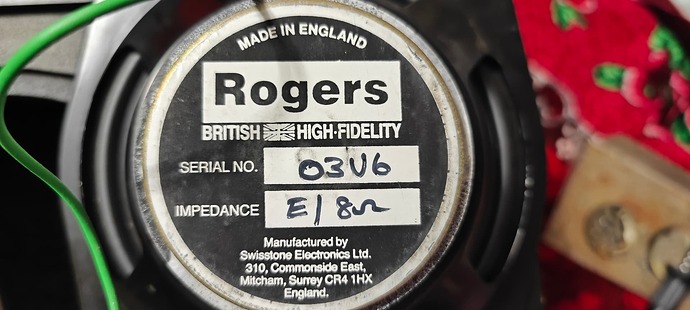 MADE IN ENGLAND
Rogers
BRITISH HIGH-FIDELITY
SERIAL NO. 03U6
IMPEDANCE E/8Ω
Manufactured by
Swisstone Electronics Ltd.
310, Commonside East,
Mitcham, Surrey CR4 1HX
England.